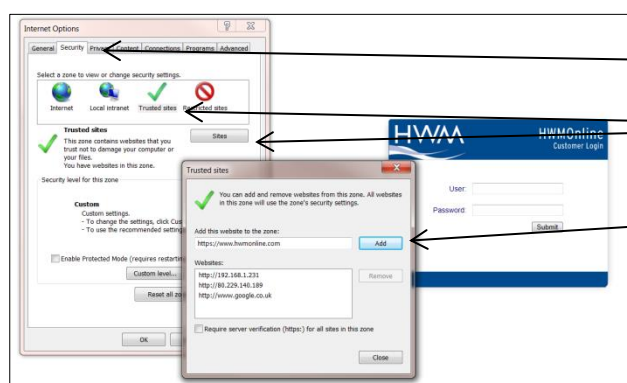 Internet Options
General Security Privacy Content Connections Programs Advanced
Select a zone to view or change security settings.
Internet Local intranet Trusted sites Restricted sites
Trusted sites
Sites
This zone contains websites that you
trust not to damage your computer or
your files.
You have websites in this zone.
Security level for this zone
Custom
Custom settings.
- To change the settings, click Cus
- To use the recommended setting
Enable Protected Mode (requires restartin
Custom level...
Reset all zo
OK
Trusted sites
You can add and remove websites from this zone. All websites
in this zone will use the zone's security settings.
Add this website to the zone:
https://www.hwmonline.com
Add
Websites:
http://192.168.1.231
http://80.229.140.189
http://www.google.co.uk
Remove
Require server verification (https:) for all sites in this zone
Close
HWM
HWMOnline
Customer Login
User:
Password:
Submit